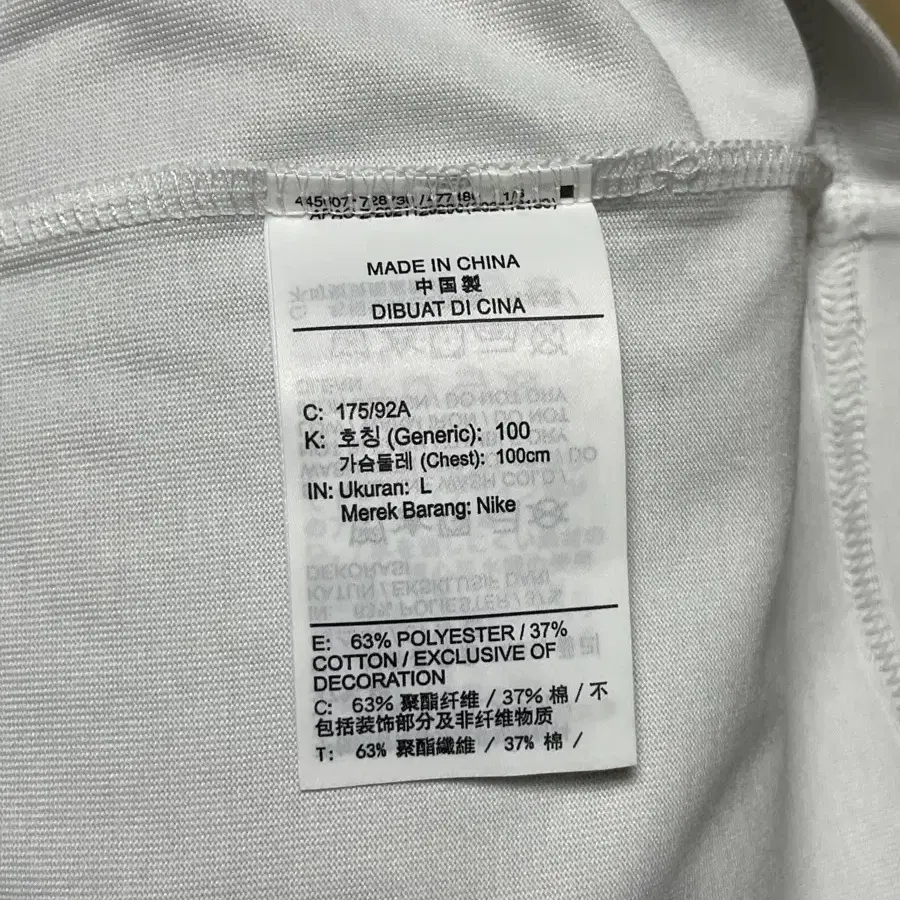 MADE IN CHINA
中国製
DIBUAT DI CINA
C: 175/92A
K: 호칭 (Generic): 100
가슴둘레 (Chest): 100cm
IN: Ukuran: L
Merek Barang: Nike
E: 63% POLYESTER / 37%
COTTON / EXCLUSIVE OF
DECORATION
C: 63% 聚酯纤维 / 37% 棉 / 不
包括装饰部分及非纤维物质
T: 63% 聚酯纖維 / 37% 棉 /